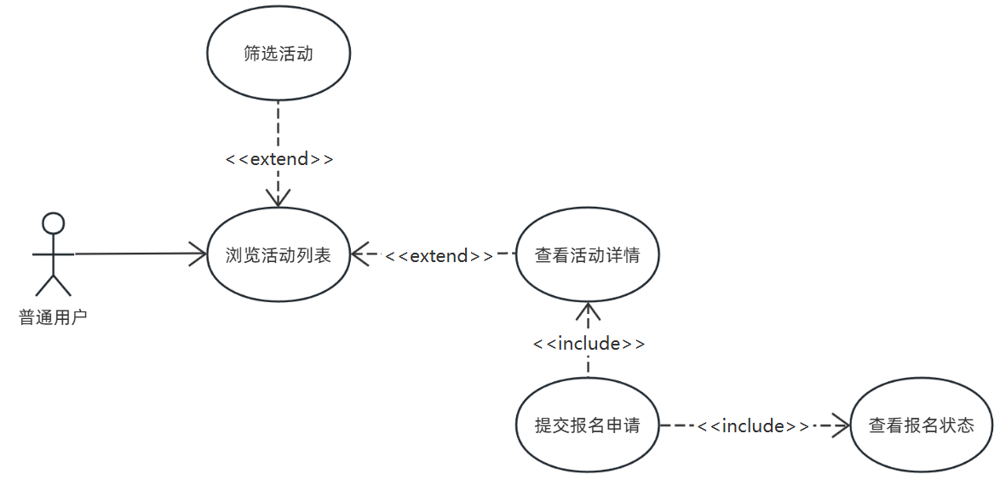 筛选活动
<<extend>>
浏览活动列表
<<extend>>
查看活动详情
普通用户
<<include>>
提交报名申请
<<include>>
查看报名状态